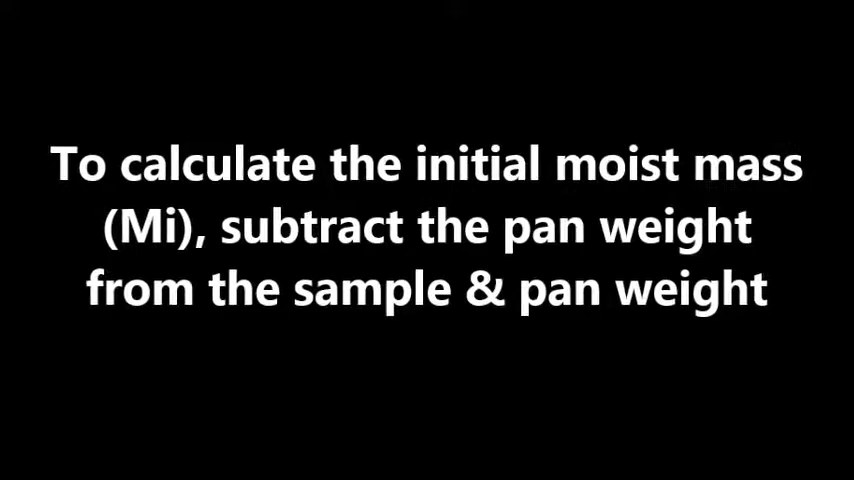 To calculate the initial moist mass
(Mi), subtract the pan weight
from the sample & pan weight